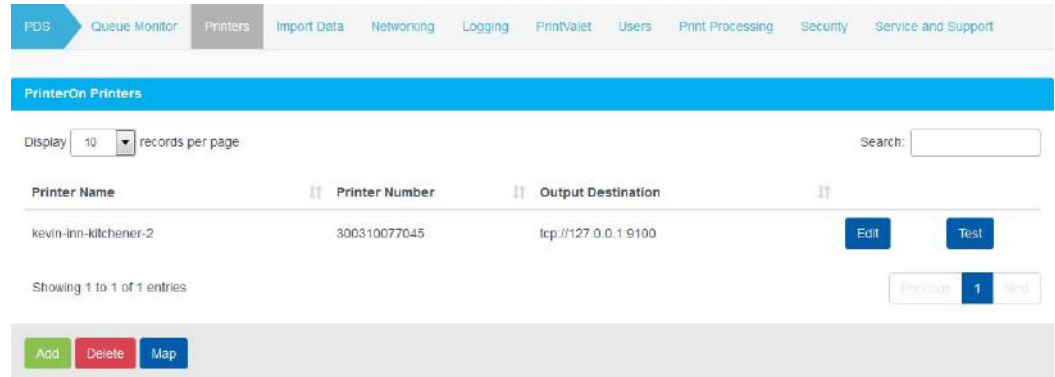 PDS Queue Monitor Printers Import Data Networking Logging PrintValet Users Print Processing Security Service and Support
PrinterOn Printers
Display 10 records per page Search:
Printer Name Printer Number Output Destination
kevin-inn-kitchener-2 300310077045 tcp://127.0.0.1:9100 Edit Test
Showing 1 to 1 of 1 entries Previous 1 Next
Add Delete Map